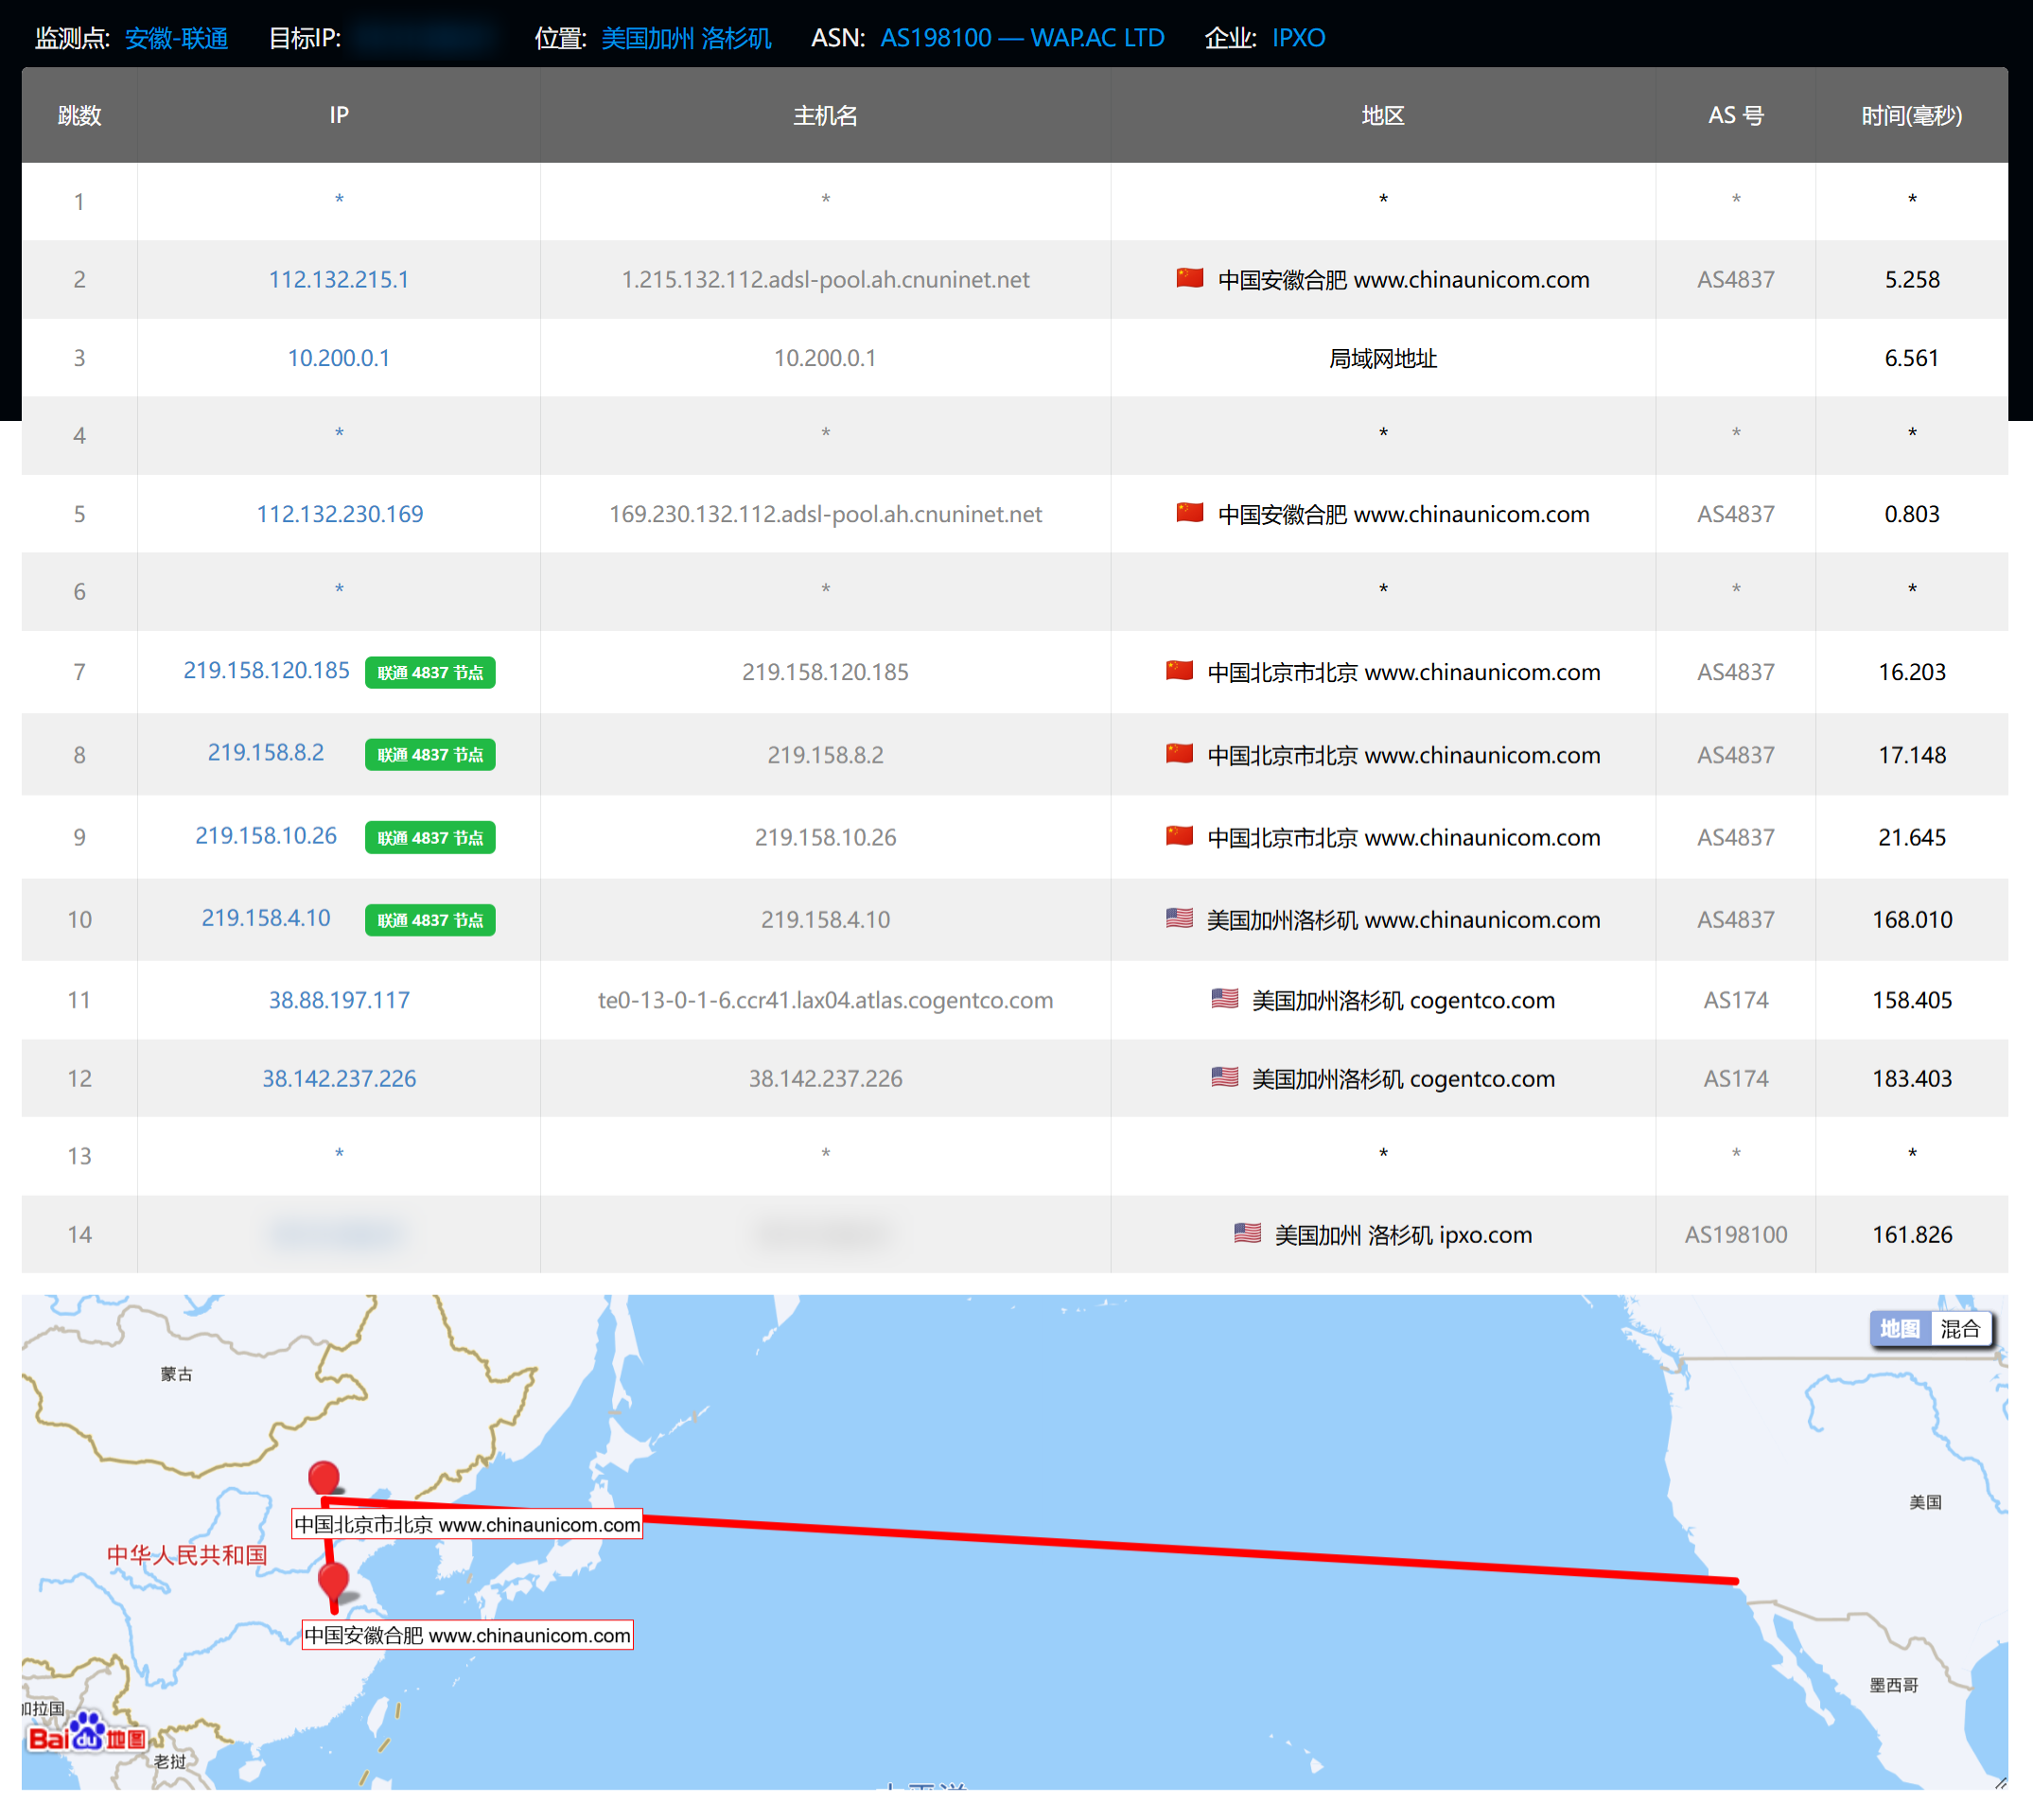 监测点: 安徽-联通 目标IP: 位置: 美国加州 洛杉矶 ASN: AS198100 — WAP.AC LTD 企业: IPXO
跳数 IP 主机名 地区 AS 号 时间(毫秒)
1 * * * * *
2 112.132.215.1 1.215.132.112.adsl-pool.ah.cnuninet.net 中国安徽合肥 www.chinaunicom.com AS4837 5.258
3 10.200.0.1 10.200.0.1 局域网地址 6.561
4 * * * * *
5 112.132.230.169 169.230.132.112.adsl-pool.ah.cnuninet.net 中国安徽合肥 www.chinaunicom.com AS4837 0.803
6 * * * * *
7 219.158.120.185 联通 4837 节点 219.158.120.185 中国北京市北京 www.chinaunicom.com AS4837 16.203
8 219.158.8.2 联通 4837 节点 219.158.8.2 中国北京市北京 www.chinaunicom.com AS4837 17.148
9 219.158.10.26 联通 4837 节点 219.158.10.26 中国北京市北京 www.chinaunicom.com AS4837 21.645
10 219.158.4.10 联通 4837 节点 219.158.4.10 美国加州洛杉矶 www.chinaunicom.com AS4837 168.010
11 38.88.197.117 te0-13-0-1-6.ccr41.lax04.atlas.cogentco.com 美国加州洛杉矶 cogentco.com AS174 158.405
12 38.142.237.226 38.142.237.226 美国加州洛杉矶 cogentco.com AS174 183.403
13 * * * * *
14 美国加州 洛杉矶 ipxo.com AS198100 161.826
地图 混合
蒙古
美国
中国北京市北京 www.chinaunicom.com
中华人民共和国
中国安徽合肥 www.chinaunicom.com
墨西哥
加拉国
Bai du 地图
老挝
太平洋